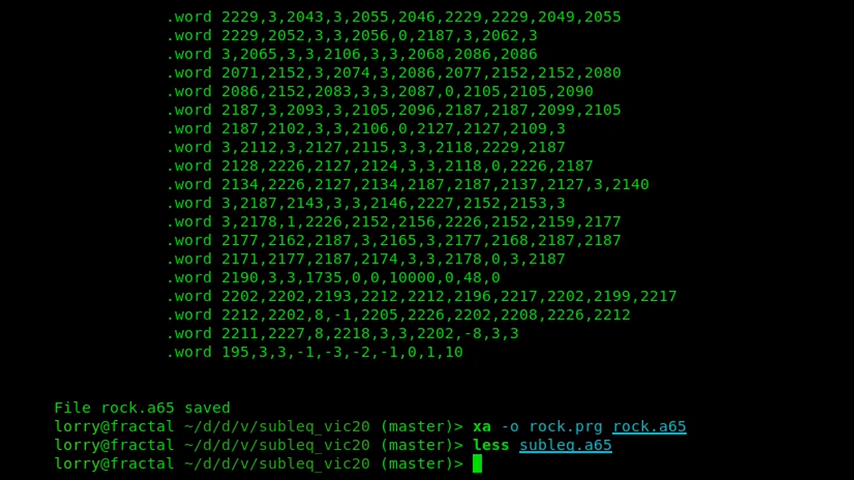 .word 2229,3,2043,3,2055,2046,2229,2229,2049,2055
.word 2229,2052,3,3,2056,0,2187,3,2062,3
.word 3,2065,3,3,2106,3,3,2068,2086,2086
.word 2071,2152,3,2074,3,2086,2077,2152,2152,2080
.word 2086,2152,2083,3,3,2087,0,2105,2105,2090
.word 2187,3,2093,3,2105,2096,2187,2187,2099,2105
.word 2187,2102,3,3,2106,0,2127,2127,2109,3
.word 3,2112,3,2127,2115,3,3,2118,2229,2187
.word 2128,2226,2127,2124,3,3,2118,0,2226,2187
.word 2134,2226,2127,2134,2187,2187,2137,2127,3,2140
.word 3,2187,2143,3,3,2146,2227,2152,2153,3
.word 3,2178,1,2226,2152,2156,2226,2152,2159,2177
.word 2177,2162,2187,3,2165,3,2177,2168,2187,2187
.word 2171,2177,2187,2174,3,3,2178,0,3,2187
.word 2190,3,3,1735,0,0,10000,0,48,0
.word 2202,2202,2193,2212,2212,2196,2217,2202,2199,2217
.word 2212,2202,8,-1,2205,2226,2202,2208,2226,2212
.word 2211,2227,8,2218,3,3,2202,-8,3,3
.word 195,3,3,-1,-3,-2,-1,0,1,10
File rock.a65 saved
lorry@fractal ~/d/d/v/subleq_vic20 (master)> xa -o rock.prg rock.a65
lorry@fractal ~/d/d/v/subleq_vic20 (master)> less subleq.a65
lorry@fractal ~/d/d/v/subleq_vic20 (master)>